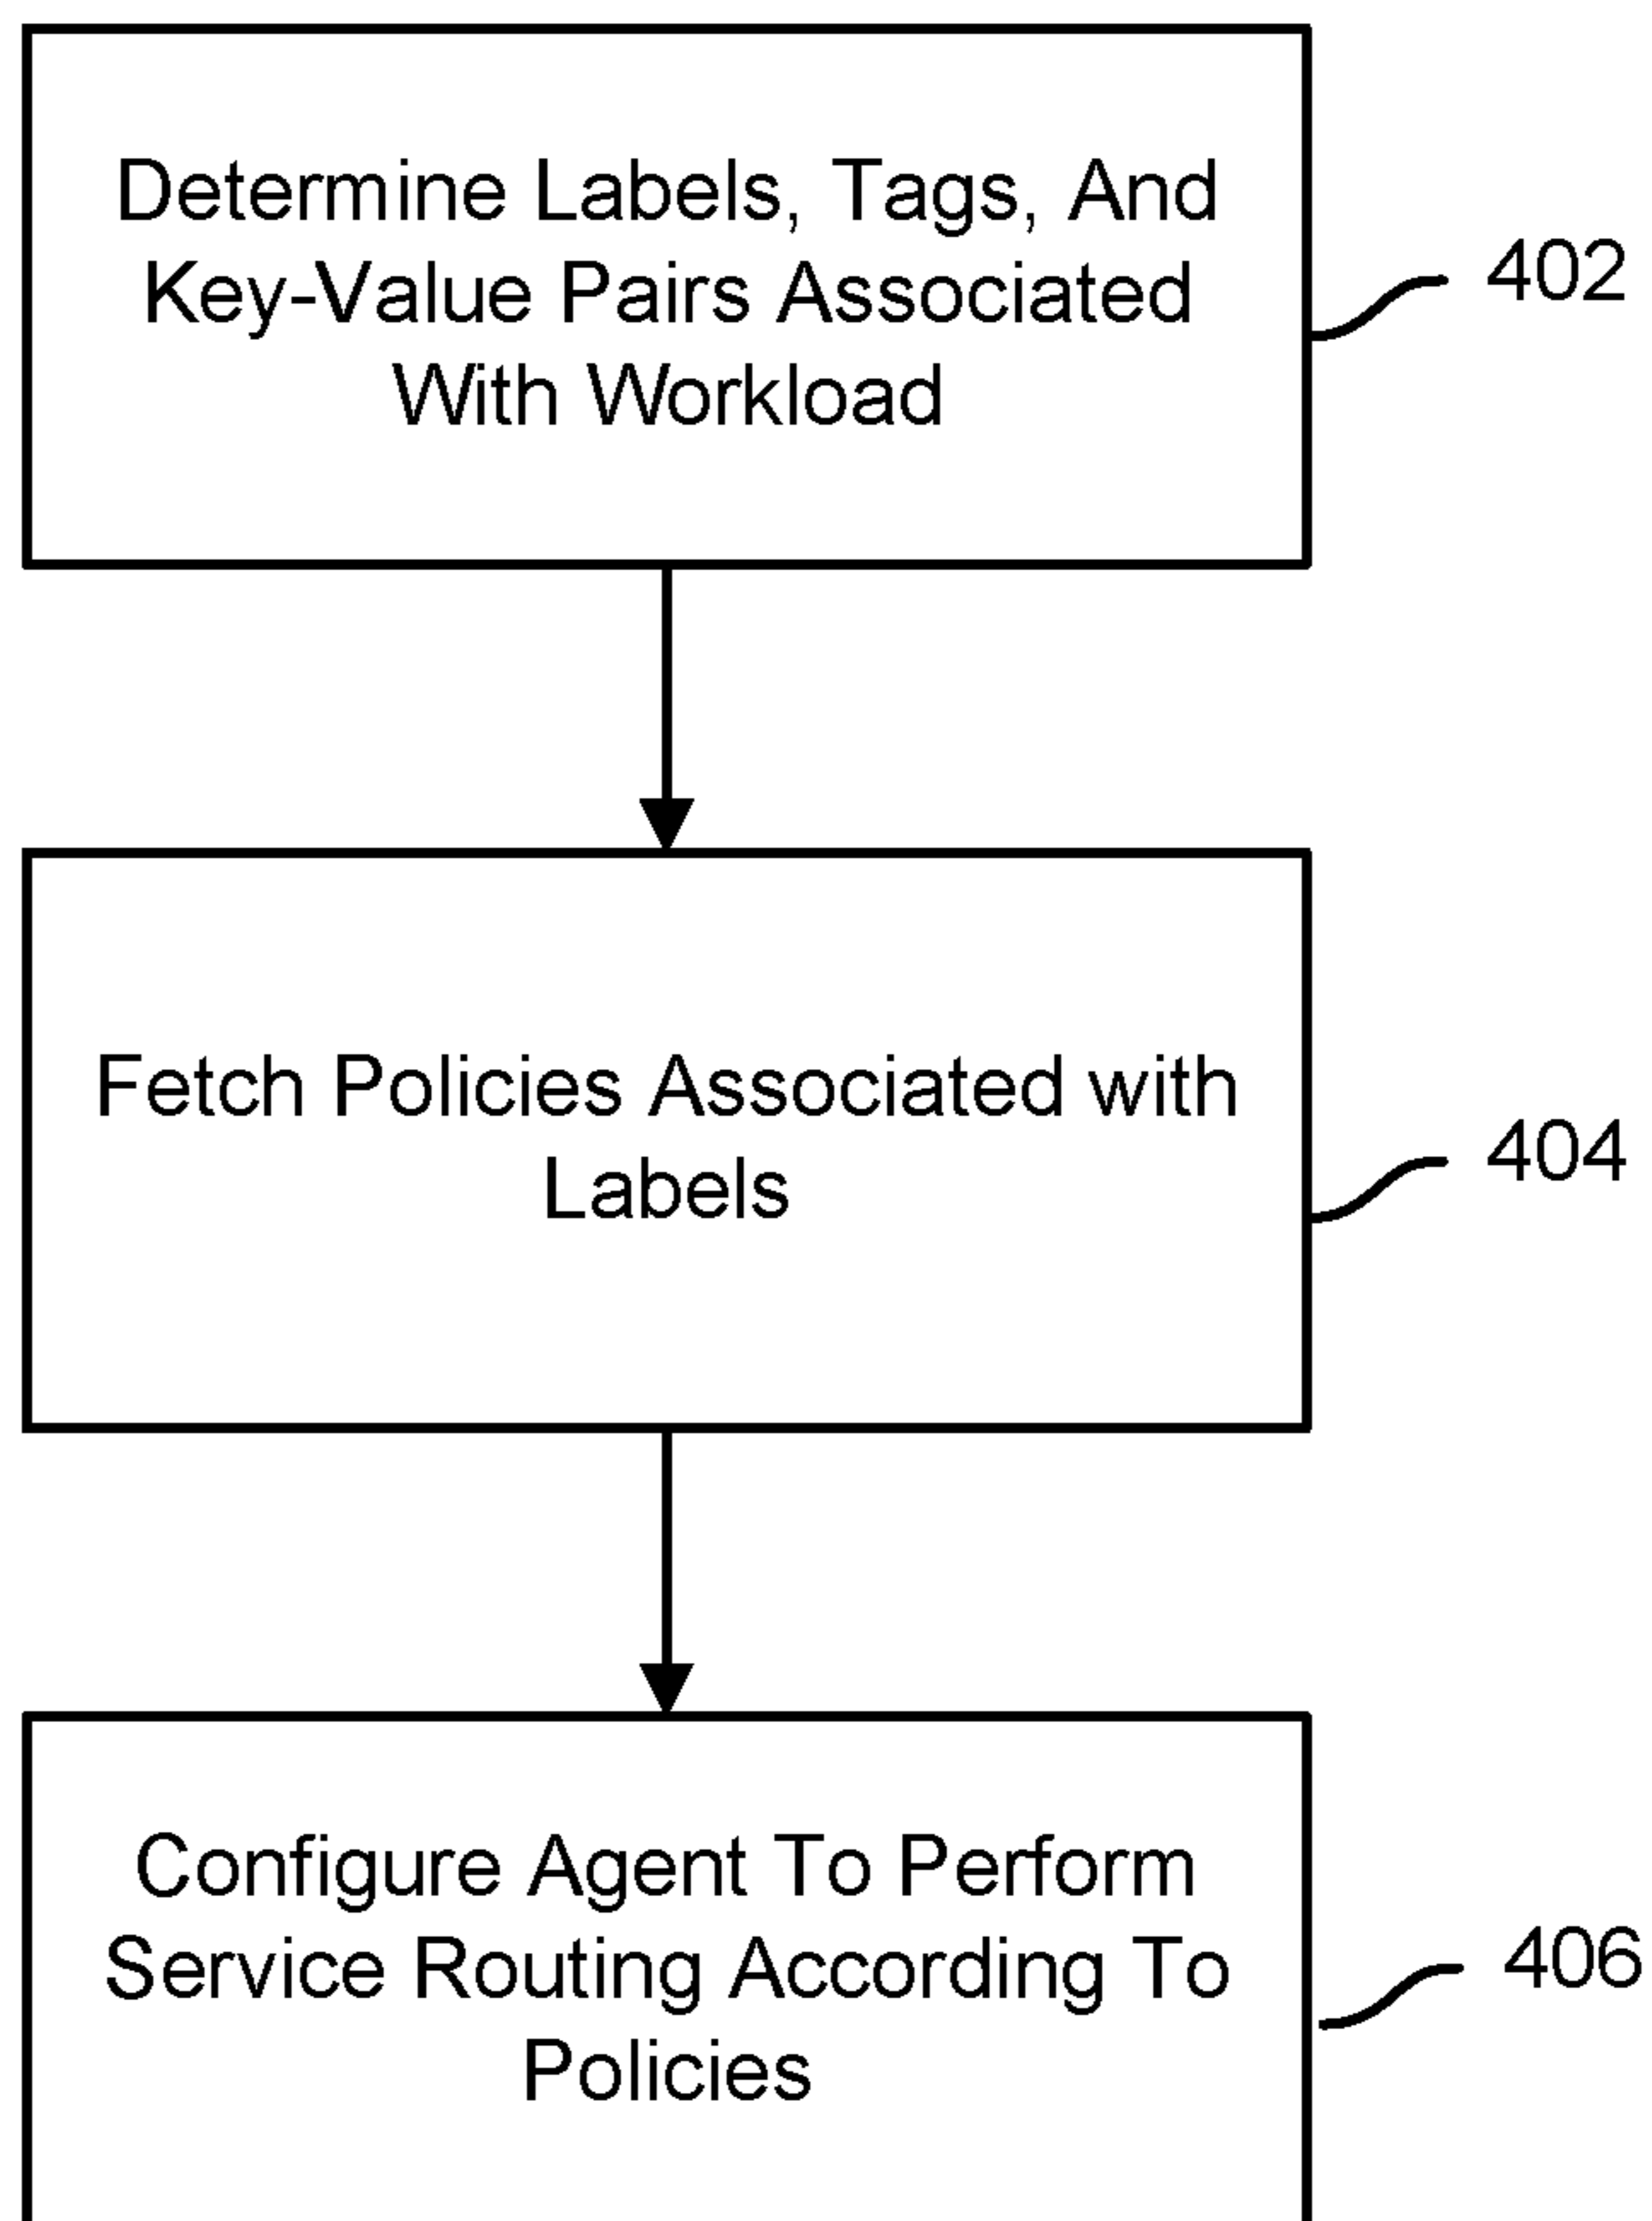 Determine Labels, Tags, And
Key-Value Pairs Associated
With Workload
402
Fetch Policies Associated with
Labels
404
Configure Agent To Perform
Service Routing According To
Policies
406